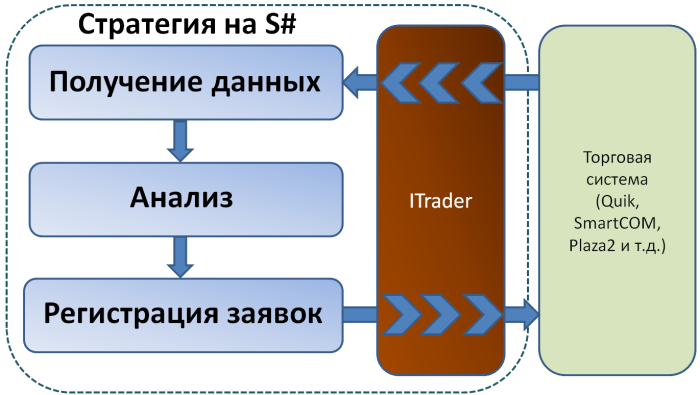 Стратегия на S#
Получение данных
Анализ
Регистрация заявок
ITrader
Торговая
система
(Quik,
SmartCOM,
Plaza2 и т.д.)